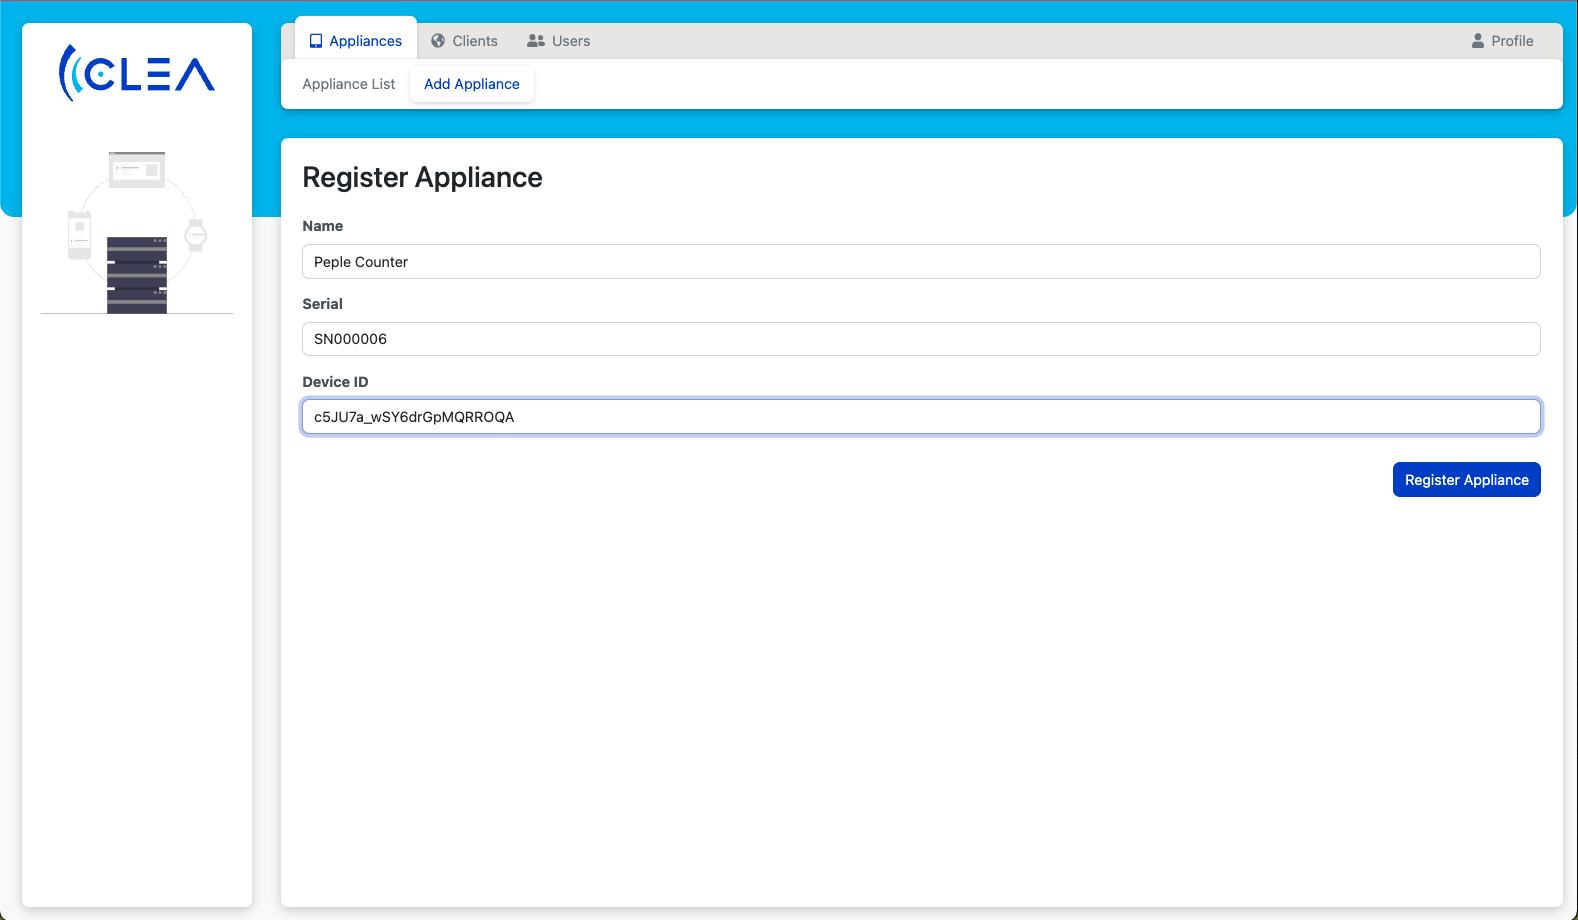 CLEA
Appliances Clients Users Profile
Appliance List Add Appliance
Register Appliance
Name
Peple Counter
Serial
SN000006
Device ID
c5JU7a_wSY6drGpMQRROQA
Register Appliance